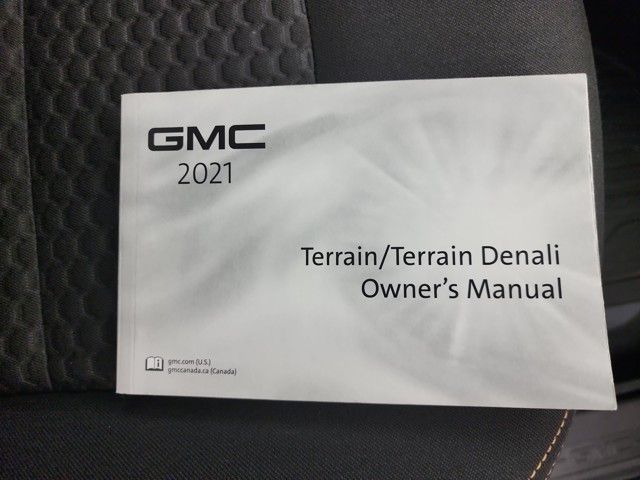 GMC
2021
Terrain/Terrain Denali
Owner's Manual
gmc.com (U.S.)
gmccanada.ca (Canada)